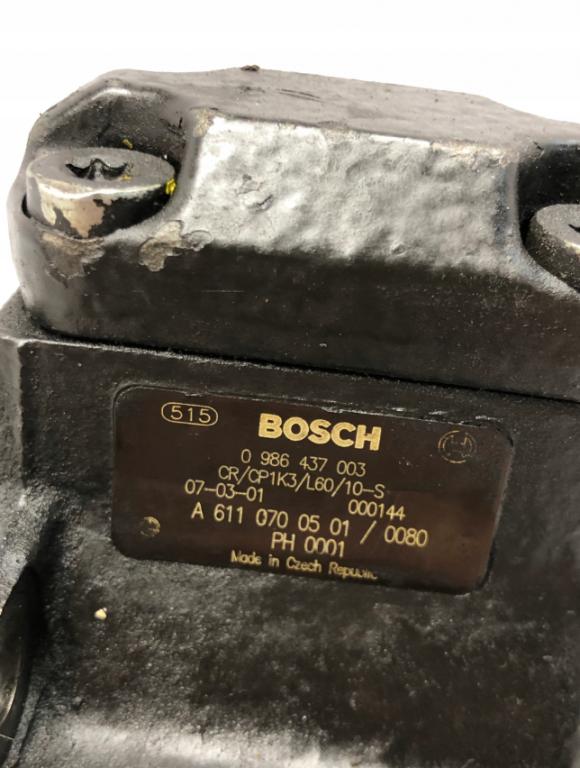 515 BOSCH
0 986 437 003
CR/CP1K3/L60/10-S
07-03-01 000144
A 611 070 05 01 / 0080
PH 0001
Made in Czech Republic